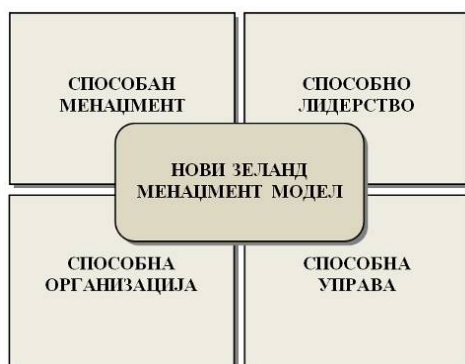 СПОСОБАН
МЕНАЏМЕНТ
СПОСОБНО
ЛИДЕРСТВО
НОВИ ЗЕЛАНД
МЕНАЏМЕНТ МОДЕЛ
СПОСОБНА
ОРГАНИЗАЦИЈА
СПОСОБНА
УПРАВА